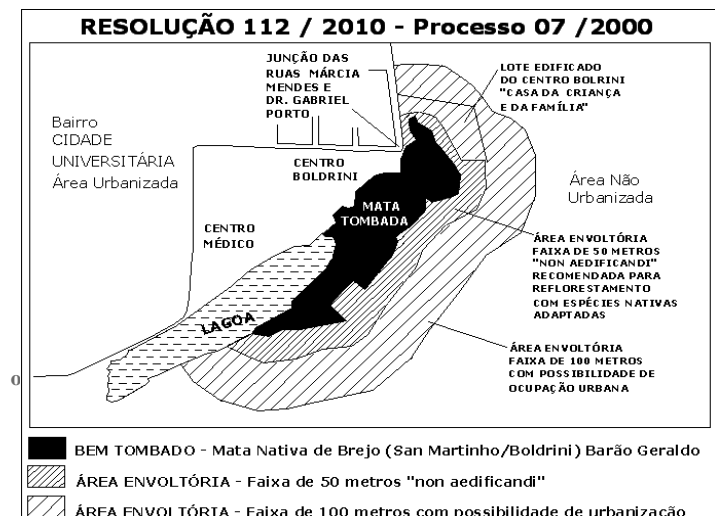 RESOLUÇÃO 112 / 2010 - Processo 07 /2000
JUNÇÃO DAS
RUAS MÁRCIA
MENDES E
DR. GABRIEL
PORTO
LOTE EDIFICADO
DO CENTRO BOLRINI
"CASA DA CRIANÇA
E DA FAMÍLIA"
Bairro
CIDADE
UNIVERSITÁRIA
Área Urbanizada
CENTRO
BOLDRINI
Área Não
Urbanizada
MATA
TOMBADA
CENTRO
MÉDICO
ÁREA ENVOLTÓRIA
FAIXA DE 50 METROS
"NON AEDIFICANDI"
RECOMENDADA PARA
REFLORESTAMENTO
COM ESPÉCIES NATIVAS
ADAPTADAS
LAGOA
ÁREA ENVOLTÓRIA
FAIXA DE 100 METROS
COM POSSIBILIDADE DE
OCUPAÇÃO URBANA
0
BEM TOMBADO - Mata Nativa de Brejo (San Martinho/Boldrini) Barão Geraldo
ÁREA ENVOLTÓRIA - Faixa de 50 metros "non aedificandi"
ÁREA ENVOLTÓRIA - Faixa de 100 metros com possibilidade de urbanização